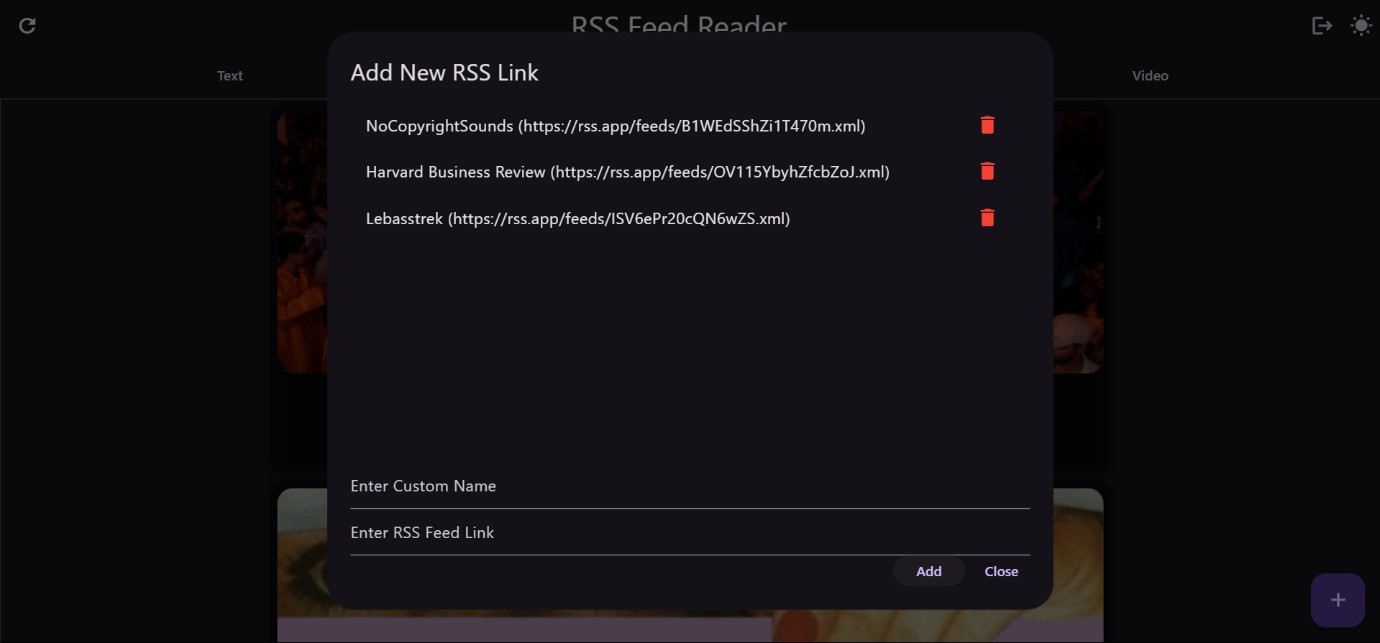 RSS Feed Reader
Text
Video
Add New RSS Link
NoCopyrightSounds (https://rss.app/feeds/B1WEdSShZi1T470m.xml)
Harvard Business Review (https://rss.app/feeds/OV115YbyhZfcbZoJ.xml)
Lebasstrek (https://rss.app/feeds/ISV6ePr20cQN6wZS.xml)
Enter Custom Name
Enter RSS Feed Link
Add
Close